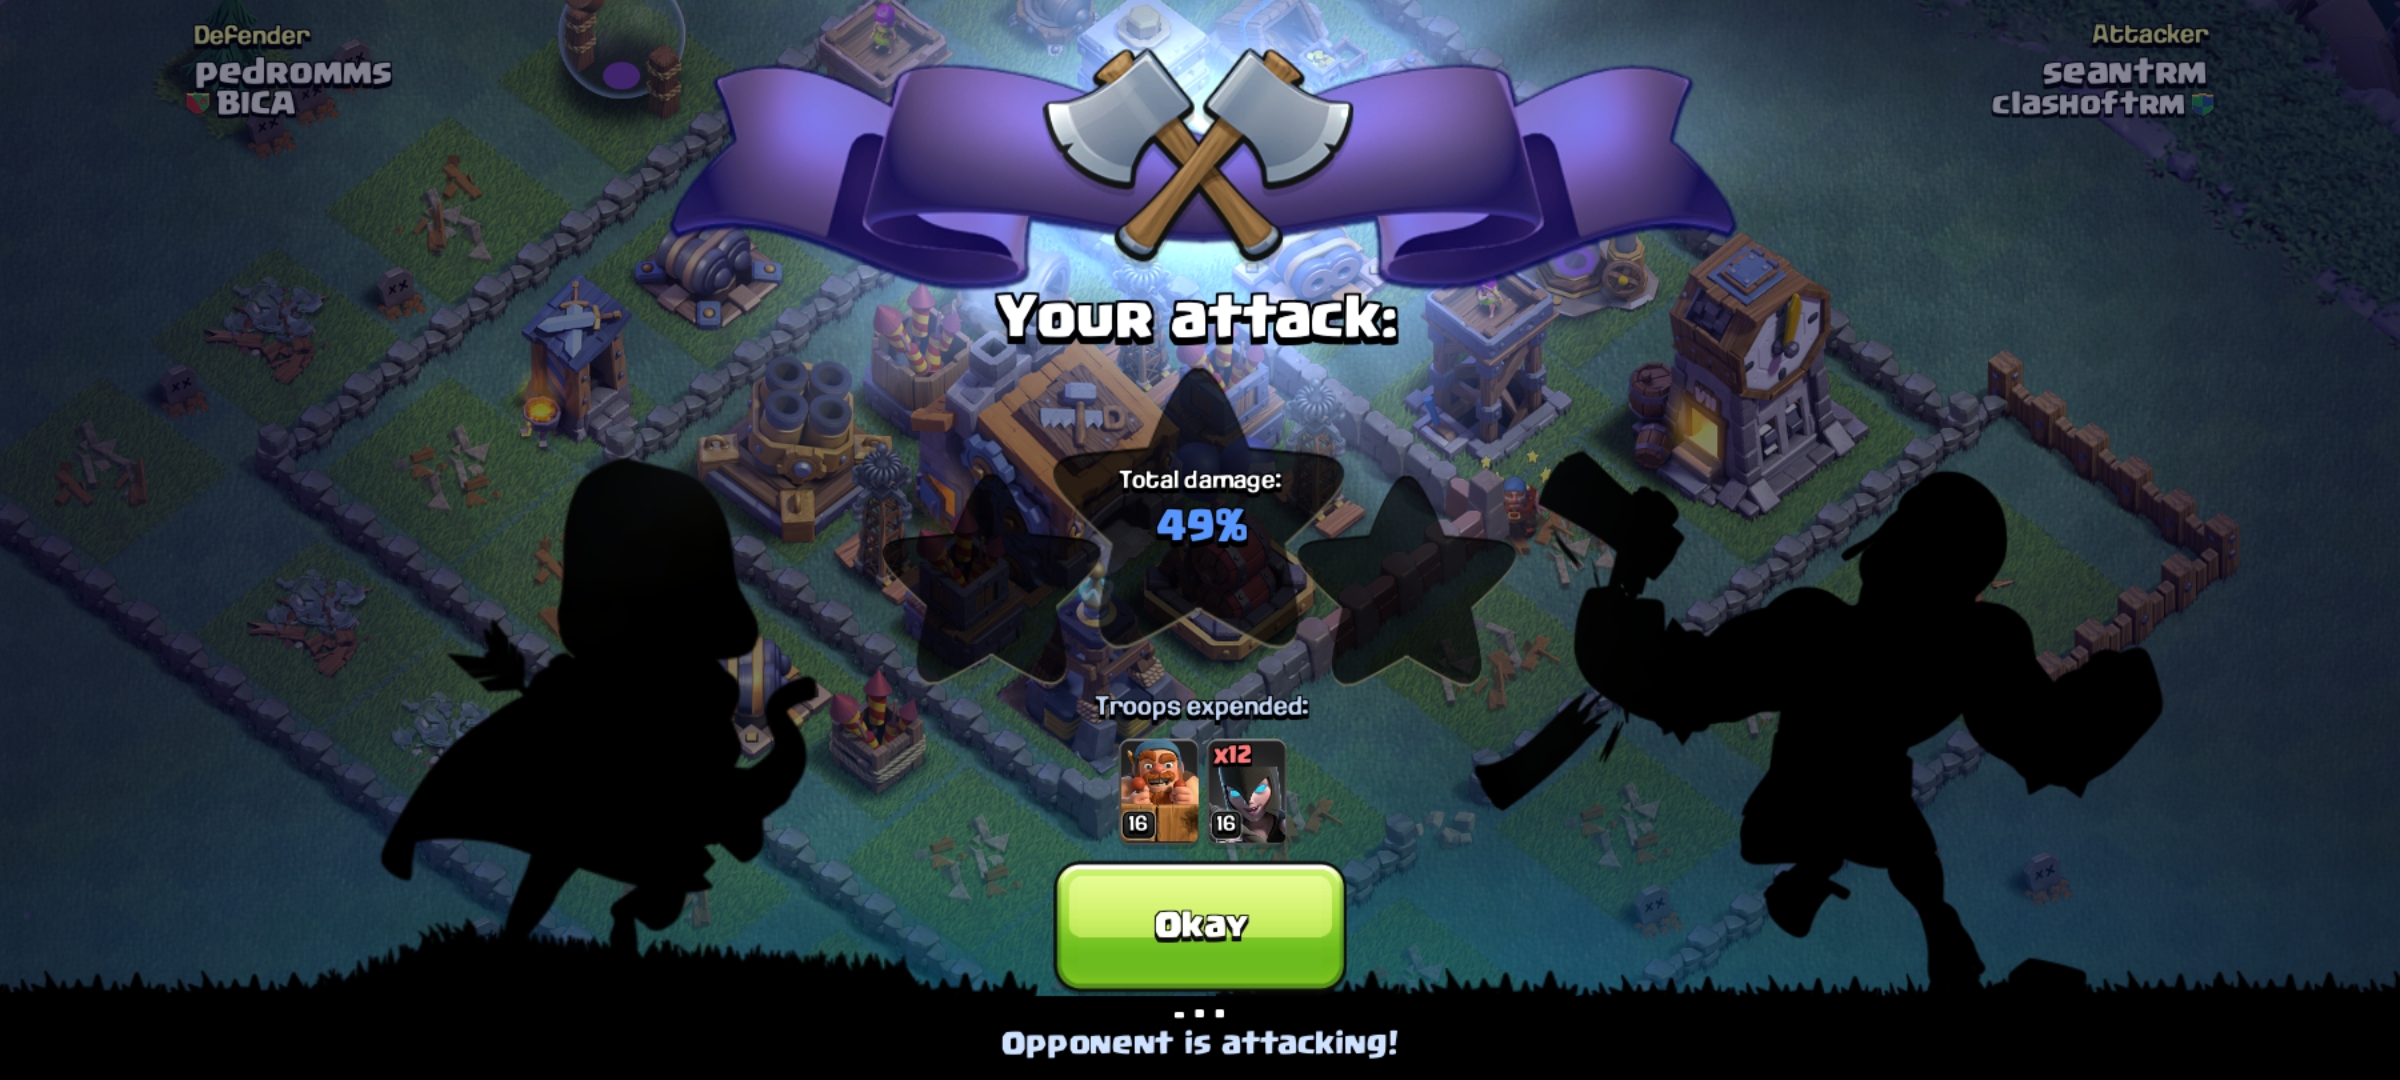 Defender
pedromms
BICA
Attacker
seantrm
clashoftrm
Your attack:
Total damage:
49%
Troops expended:
x12
16
16
Okay
Opponent is attacking!